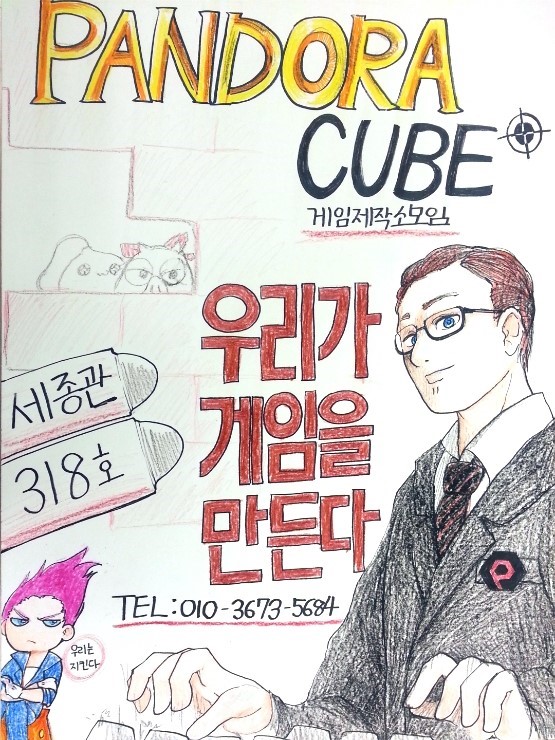 PANDORA
CUBE
게임제작소모임
우리가
게임을
만든다
세종관
318호
TEL:010-3673-5684
우리는
지킨다
P